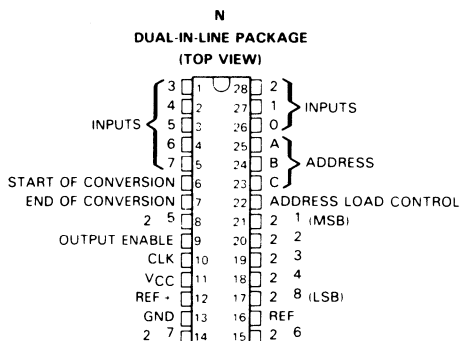 N
DUAL-IN-LINE PACKAGE
(TOP VIEW)
3 1 28 2
4 2 27 1 INPUTS
INPUTS 5 3 26 0
6 4 25 A
7 5 24 B ADDRESS
START OF CONVERSION 6 23 C
END OF CONVERSION 7 22 ADDRESS LOAD CONTROL
2 5 8 21 2 1 (MSB)
OUTPUT ENABLE 9 20 2 2
CLK 10 19 2 3
VCC 11 18 2 4
REF + 12 17 2 8 (LSB)
GND 13 16 REF
2 7 14 15 2 6